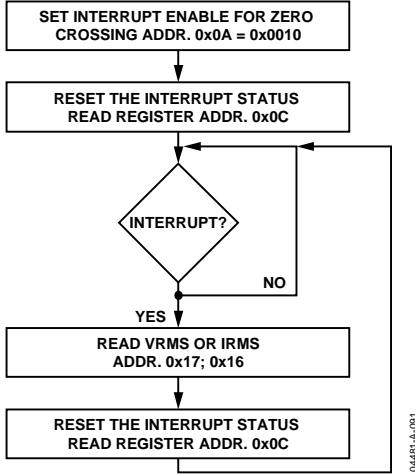 SET INTERRUPT ENABLE FOR ZERO
CROSSING ADDR. 0x0A = 0x0010
RESET THE INTERRUPT STATUS
READ REGISTER ADDR. 0x0C
INTERRUPT?
NO
YES
READ VRMS OR IRMS
ADDR. 0x17; 0x16
RESET THE INTERRUPT STATUS
READ REGISTER ADDR. 0x0C
04481-A-091